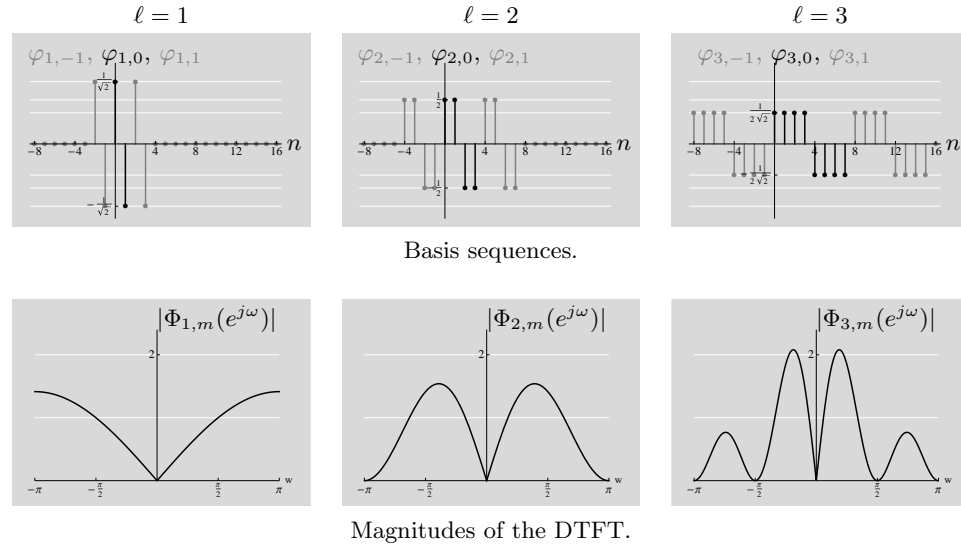 ℓ = 1 ℓ = 2 ℓ = 3
φ1,−1, φ1,0, φ1,1 φ2,−1, φ2,0, φ2,1 φ3,−1, φ3,0, φ3,1
1/√2 1/2 1/(2√2)
-8 -4 4 8 12 16 n -8 -4 4 8 12 16 n -8 -4 4 8 12 16 n
-1/√2 1/2 1/(2√2)
Basis sequences.
|Φ1,m(e^jω)| |Φ2,m(e^jω)| |Φ3,m(e^jω)|
2 2 2
−π −π/2 π/2 π w −π −π/2 π/2 π w −π −π/2 π/2 π w
Magnitudes of the DTFT.